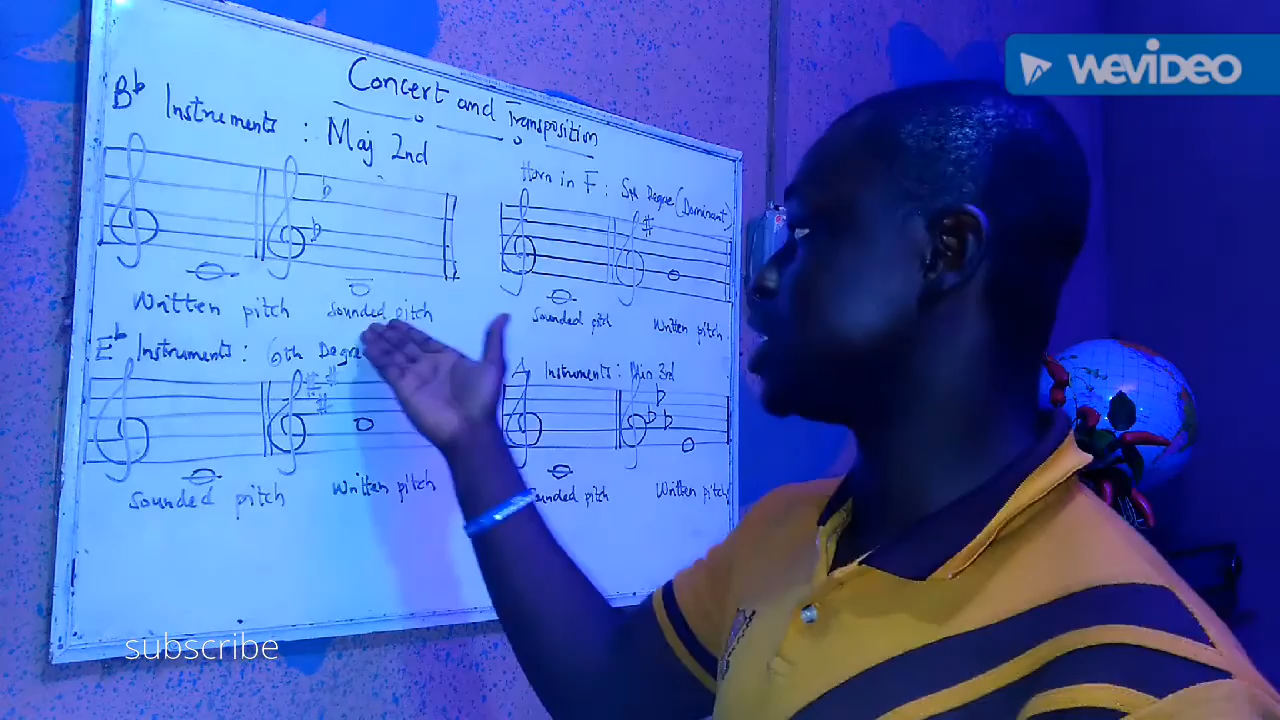 WEVIDEO
Concert and Transposition
B♭ Instruments : Maj 2nd
Written pitch
Sounded pitch
Horn in F : 5th Degree (Dominant)
Sounded pitch
Written pitch
E♭ Instruments : 6th Degre
Sounded pitch
Written pitch
A Instruments : Min 3rd
Sounded pitch
Written pitch
subscribe